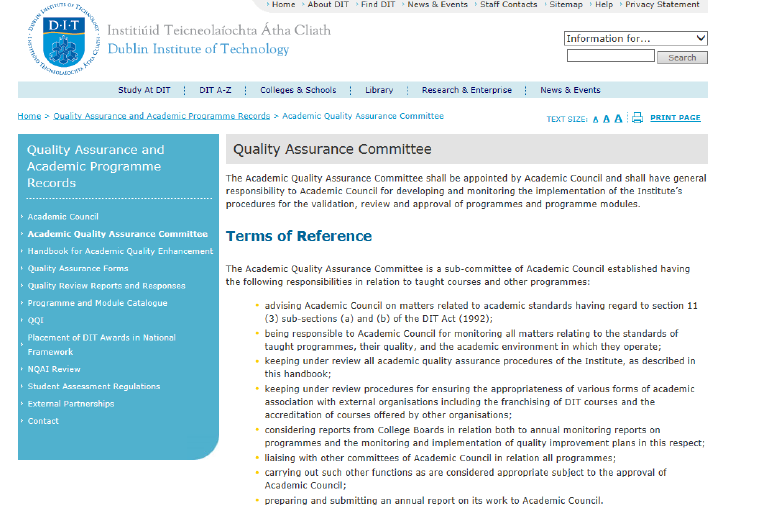 Home About DIT Find DIT News & Events Staff Contacts Sitemap Help Privacy Statement
DUBLIN INSTITUTE OF TECHNOLOGY
D·I·T
Institiúid Teicneolaíochta Átha Cliath
Dublin Institute of Technology
Information for...
Search
Study At DIT DIT A-Z Colleges & Schools Library Research & Enterprise News & Events
Home > Quality Assurance and Academic Programme Records > Academic Quality Assurance Committee
TEXT SIZE: A A A PRINT PAGE
Quality Assurance and
Academic Programme
Records
Academic Council
Academic Quality Assurance Committee
Handbook for Academic Quality Enhancement
Quality Assurance Forms
Quality Review Reports and Responses
Programme and Module Catalogue
QQI
Placement of DIT Awards in National
Framework
NQAI Review
Student Assessment Regulations
External Partnerships
Contact
Quality Assurance Committee
The Academic Quality Assurance Committee shall be appointed by Academic Council and shall have general
responsibility to Academic Council for developing and monitoring the implementation of the Institute's
procedures for the validation, review and approval of programmes and programme modules.
Terms of Reference
The Academic Quality Assurance Committee is a sub-committee of Academic Council established having
the following responsibilities in relation to taught courses and other programmes:
advising Academic Council on matters related to academic standards having regard to section 11
(3) sub-sections (a) and (b) of the DIT Act (1992);
being responsible to Academic Council for monitoring all matters relating to the standards of
taught programmes, their quality, and the academic environment in which they operate;
keeping under review all academic quality assurance procedures of the Institute, as described in
this handbook;
keeping under review procedures for ensuring the appropriateness of various forms of academic
association with external organisations including the franchising of DIT courses and the
accreditation of courses offered by other organisations;
considering reports from College Boards in relation both to annual monitoring reports on
programmes and the monitoring and implementation of quality improvement plans in this respect;
liaising with other committees of Academic Council in relation all programmes;
carrying out such other functions as are considered appropriate subject to the approval of
Academic Council;
preparing and submitting an annual report on its work to Academic Council.